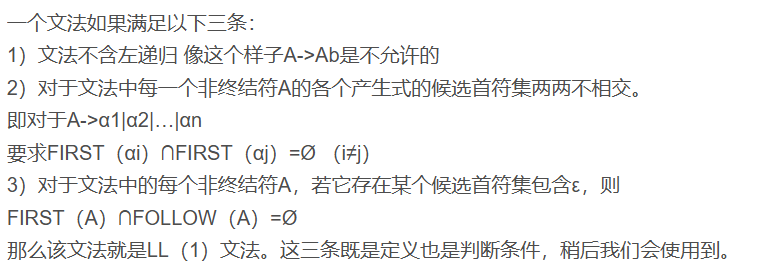 一个文法如果满足以下三条：
1）文法不含左递归 像这个样子A->Ab是不允许的
2）对于文法中每一个非终结符A的各个产生式的候选首符集两两不相交。
即对于A->α1|α2|…|αn
要求FIRST（αi）∩FIRST（αj）=Ø （i≠j）
3）对于文法中的每个非终结符A，若它存在某个候选首符集包含ε，则
FIRST（A）∩FOLLOW（A）=Ø
那么该文法就是LL（1）文法。这三条既是定义也是判断条件，稍后我们会使用到。